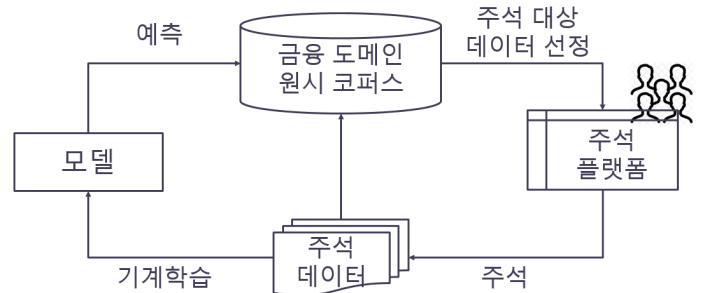 예측
금융 도메인
원시 코퍼스
주석 대상
데이터 선정
모델
주석
플랫폼
주석
데이터
기계학습
주석